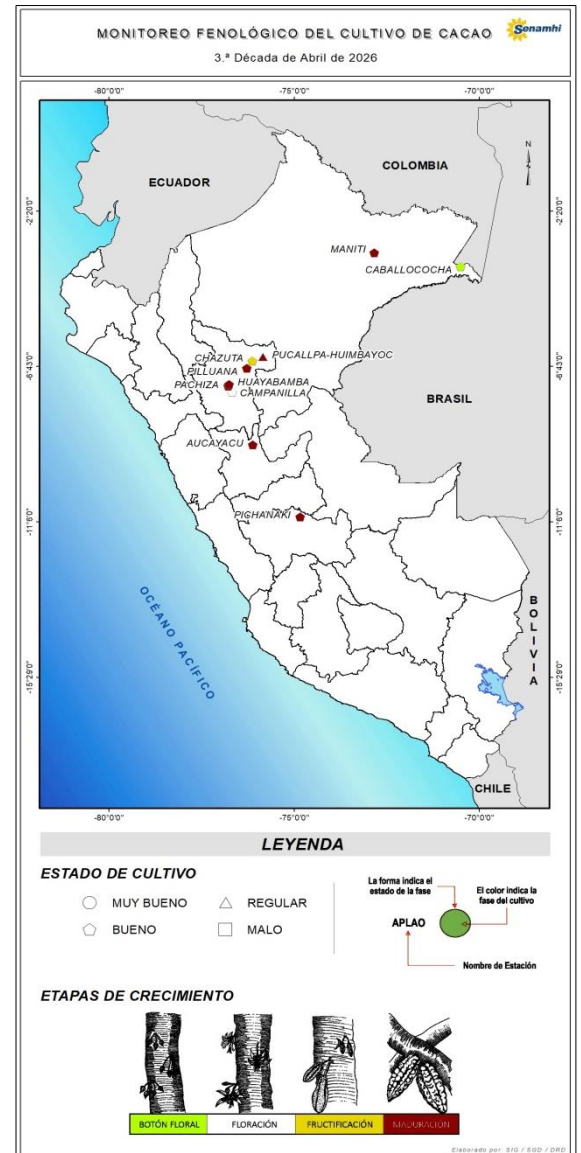 MONITOREO FENOLÓGICO DEL CULTIVO DE CACAO
Senamhi
3.ª Década de Abril de 2026
-80°0'0"
-75°0'0"
-70°0'0"
N
COLOMBIA
ECUADOR
-2°20'0"
-2°20'0"
MANITI
CABALLOCOCHA
CHAZUTA
PUCALLPA-HUIMBAYOC
PILLUANA
-6°43'0"
-6°43'0"
PACHIZA
HUAYABAMBA
CAMPANILLA
BRASIL
AUCAYACU
PICHANAKI
-11°6'0"
-11°6'0"
OCÉANO PACÍFICO
BOLIVIA
-15°29'0"
-15°29'0"
CHILE
-80°0'0"
-75°0'0"
-70°0'0"
LEYENDA
ESTADO DE CULTIVO
MUY BUENO
REGULAR
BUENO
MALO
La forma indica el
estado de la fase
El color indica la
fase del cultivo
APLAO
Nombre de Estación
ETAPAS DE CRECIMIENTO
BOTÓN FLORAL
FLORACIÓN
FRUCTIFICACIÓN
MADURACIÓN
Elaborado por: SIG / SGD / DRD